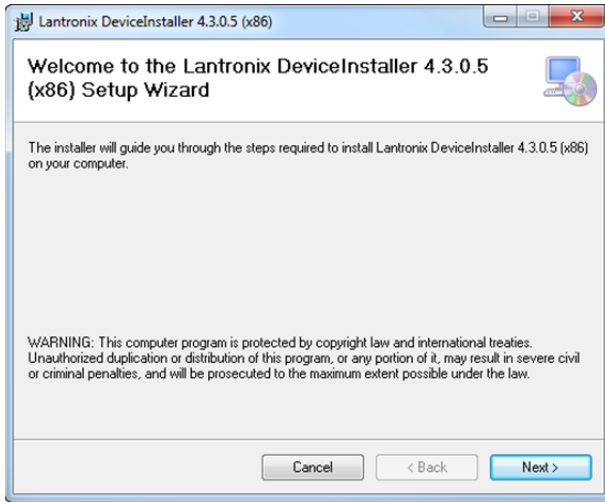 Lantronix DeviceInstaller 4.3.0.5 (x86)
Welcome to the Lantronix DeviceInstaller 4.3.0.5
(x86) Setup Wizard
The installer will guide you through the steps required to install Lantronix DeviceInstaller 4.3.0.5 (x86)
on your computer.
WARNING: This computer program is protected by copyright law and international treaties.
Unauthorized duplication or distribution of this program, or any portion of it, may result in severe civil
or criminal penalties, and will be prosecuted to the maximum extent possible under the law.
Cancel < Back Next >